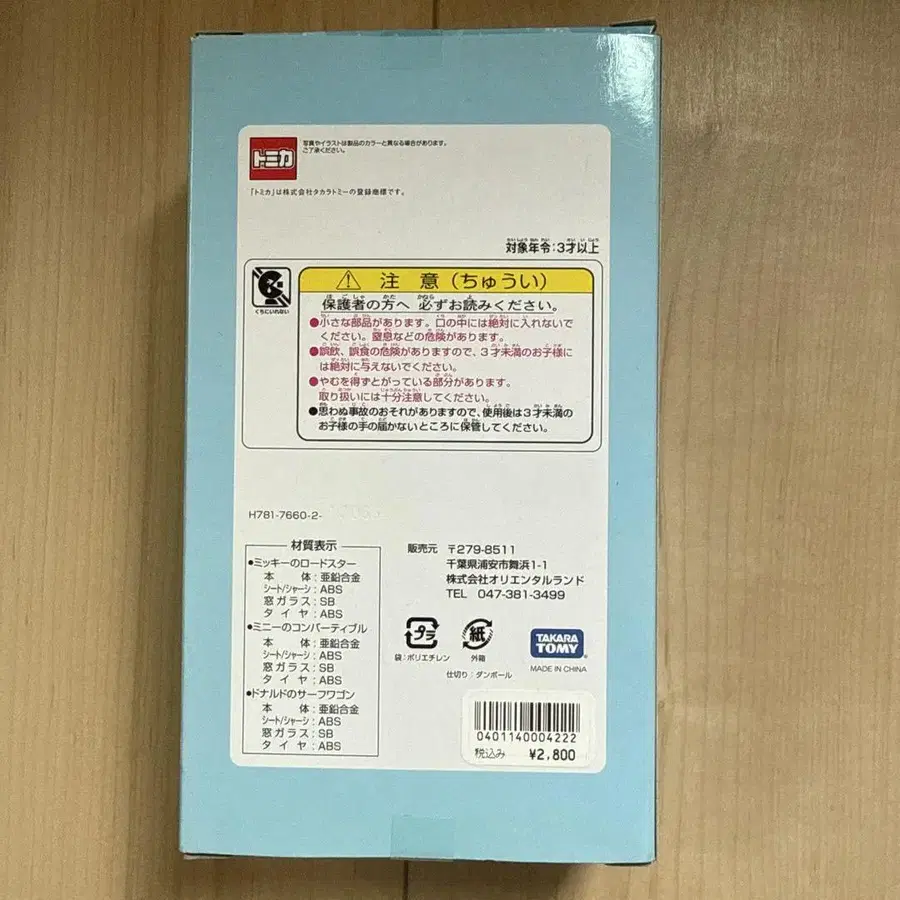 トミカ
写真やイラストは製品のカラーと異なる場合があります。
ご了承ください。
「トミカ」は株式会社タカラトミーの登録商標です。
対象年令:3才以上
くちにいれない
注意(ちゅうい)
保護者の方へ 必ずお読みください。
●小さな部品があります。口の中には絶対に入れないで
ください。窒息などの危険があります。
●誤飲、誤食の危険がありますので、3才未満のお子様に
は絶対に与えないでください。
●やむを得ずとがっている部分があります。
取り扱いには十分注意してください。
●思わぬ事故のおそれがありますので、使用後は3才未満の
お子様の手の届かないところに保管してください。
H781-7660-2-
材質表示
●ミッキーのロードスター
本体:亜鉛合金
シート/シャーシ:ABS
窓ガラス:SB
タイヤ:ABS
●ミニーのコンバーティブル
本体:亜鉛合金
シート/シャーシ:ABS
窓ガラス:SB
タイヤ:ABS
●ドナルドのサーフワゴン
本体:亜鉛合金
シート/シャーシ:ABS
窓ガラス:SB
タイヤ:ABS
販売元 〒279-8511
千葉県浦安市舞浜1-1
株式会社オリエンタルランド
TEL 047-381-3499
プラ
袋:ポリエチレン
紙
外箱
仕切り:ダンボール
TAKARA
TOMY
MADE IN CHINA
0401140004222
税込み ¥2,800